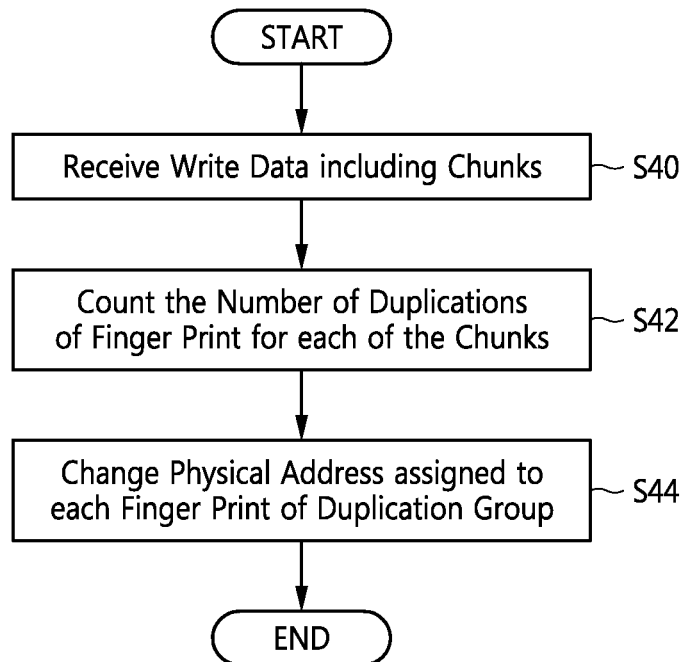 START
Receive Write Data including Chunks
S40
Count the Number of Duplications
of Finger Print for each of the Chunks
S42
Change Physical Address assigned to
each Finger Print of Duplication Group
S44
END